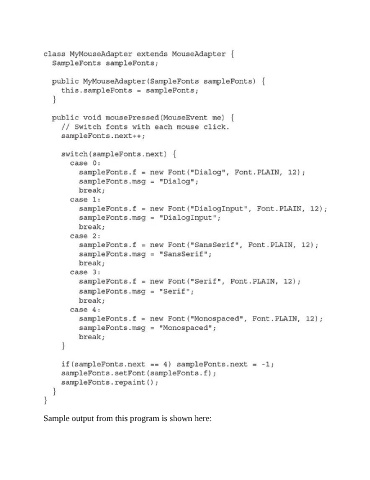 class MyMouseAdapter extends MouseAdapter {
SampleFonts sampleFonts;
public MyMouseAdapter(SampleFonts sampleFonts) {
this.sampleFonts = sampleFonts;
}
public void mousePressed(MouseEvent me) {
// Switch fonts with each mouse click.
sampleFonts.next++;
switch(sampleFonts.next) {
case 0:
sampleFonts.f = new Font("Dialog", Font.PLAIN, 12);
sampleFonts.msg = "Dialog";
break;
case 1:
sampleFonts.f = new Font("DialogInput", Font.PLAIN, 12);
sampleFonts.msg = "DialogInput";
break;
case 2:
sampleFonts.f = new Font("SansSerif", Font.PLAIN, 12);
sampleFonts.msg = "SansSerif";
break;
case 3:
sampleFonts.f = new Font("Serif", Font.PLAIN, 12);
sampleFonts.msg = "Serif";
break;
case 4:
sampleFonts.f = new Font("Monospaced", Font.PLAIN, 12);
sampleFonts.msg = "Monospaced";
break;
}
if(sampleFonts.next == 4) sampleFonts.next = -1;
sampleFonts.setFont(sampleFonts.f);
sampleFonts.repaint();
}
}
Sample output from this program is shown here: